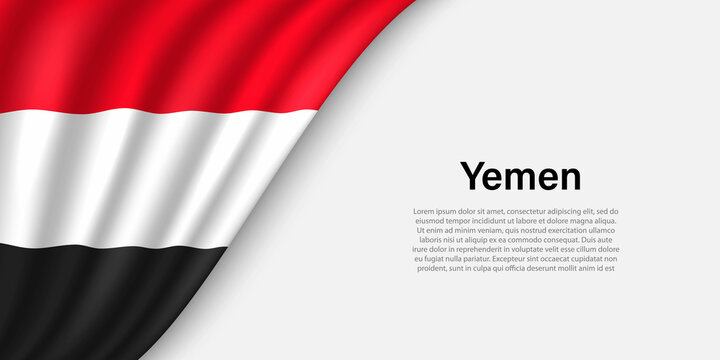 Yemen
Lorem ipsum dolor sit amet, consectetur adipiscing elit, sed do
eiusmod tempor incididunt ut labore et dolore magna aliqua.
Ut enim ad minim veniam, quis nostrud exercitation
ullamco laboris nisi ut aliquip ex ea commodo consequat. Duis aute
irure dolor in reprehenderit in voluptate velit esse cillum dolore
eu fugiat nulla pariatur. Excepteur sint occaecat cupidatat non
proident, sunt in culpa qui officia deserunt mollit anim id est